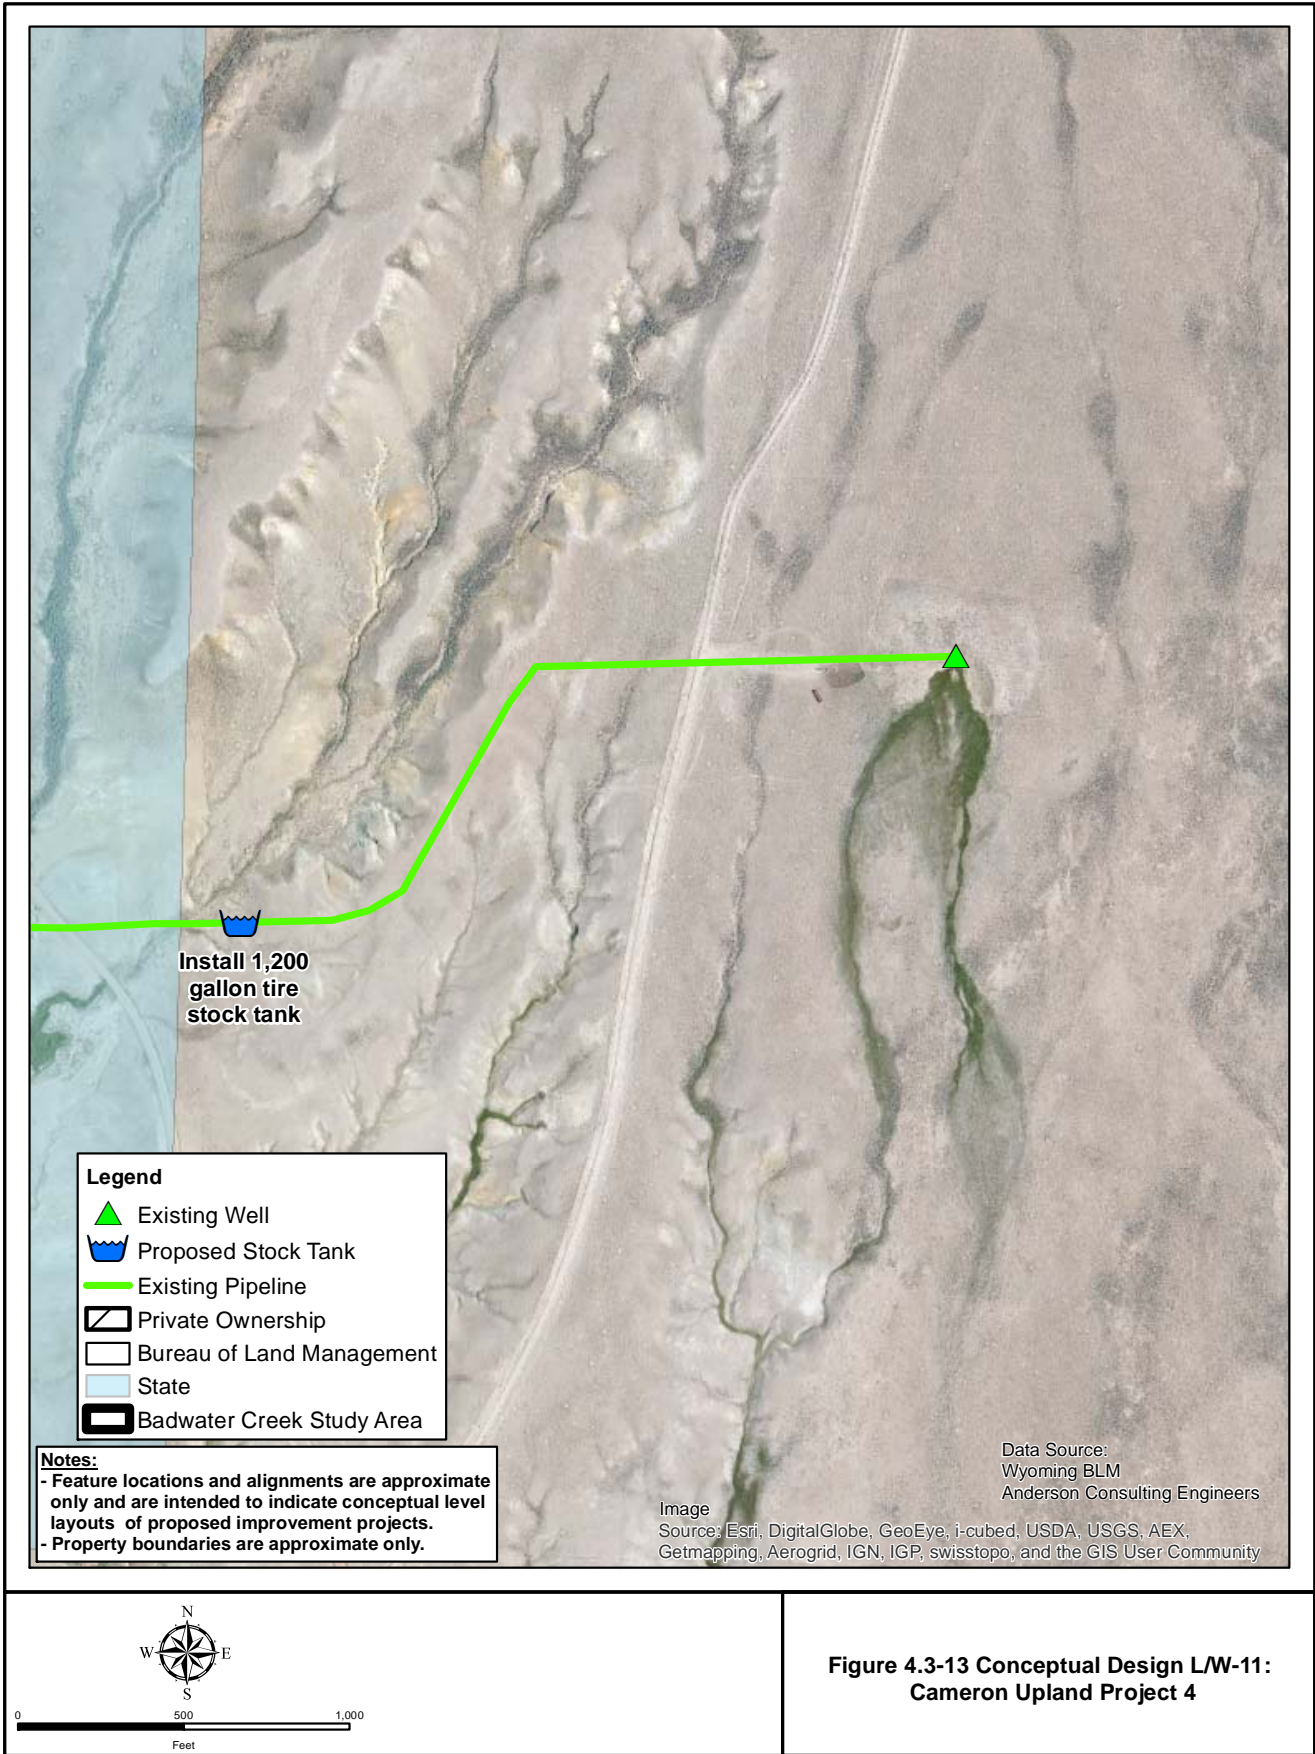 Install 1,200
gallon tire
stock tank
Legend
Existing Well
Proposed Stock Tank
Existing Pipeline
Private Ownership
Bureau of Land Management
State
Badwater Creek Study Area
Notes:
- Feature locations and alignments are approximate
only and are intended to indicate conceptual level
layouts of proposed improvement projects.
- Property boundaries are approximate only.
Data Source:
Wyoming BLM
Anderson Consulting Engineers
Image
Source: Esri, DigitalGlobe, GeoEye, i-cubed, USDA, USGS, AEX,
Getmapping, Aerogrid, IGN, IGP, swisstopo, and the GIS User Community
N
W E
S
0 500 1,000
Feet
Figure 4.3-13 Conceptual Design L/W-11:
Cameron Upland Project 4